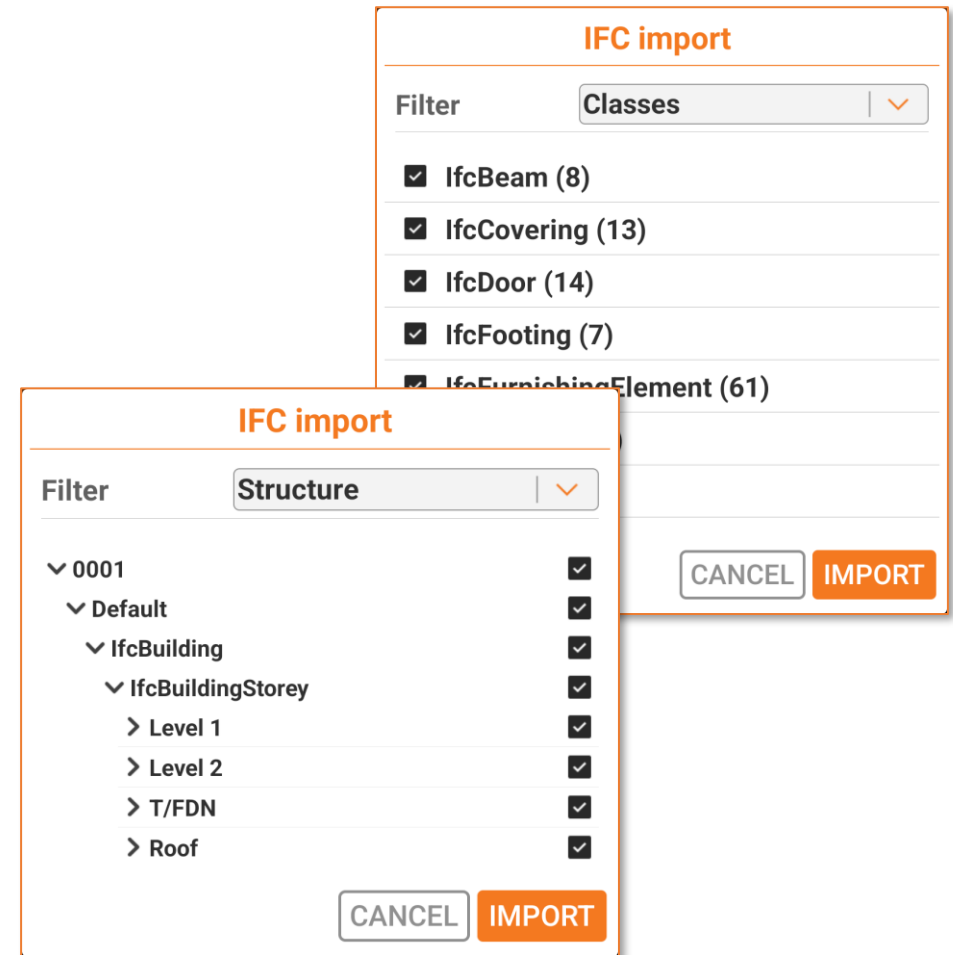 IFC import
Filter Classes
IfcBeam (8)
IfcCovering (13)
IfcDoor (14)
IfcFooting (7)
IfcFurnishingElement (61)
CANCEL IMPORT
IFC import
Filter Structure
0001
Default
IfcBuilding
IfcBuildingStorey
Level 1
Level 2
T/FDN
Roof
CANCEL IMPORT